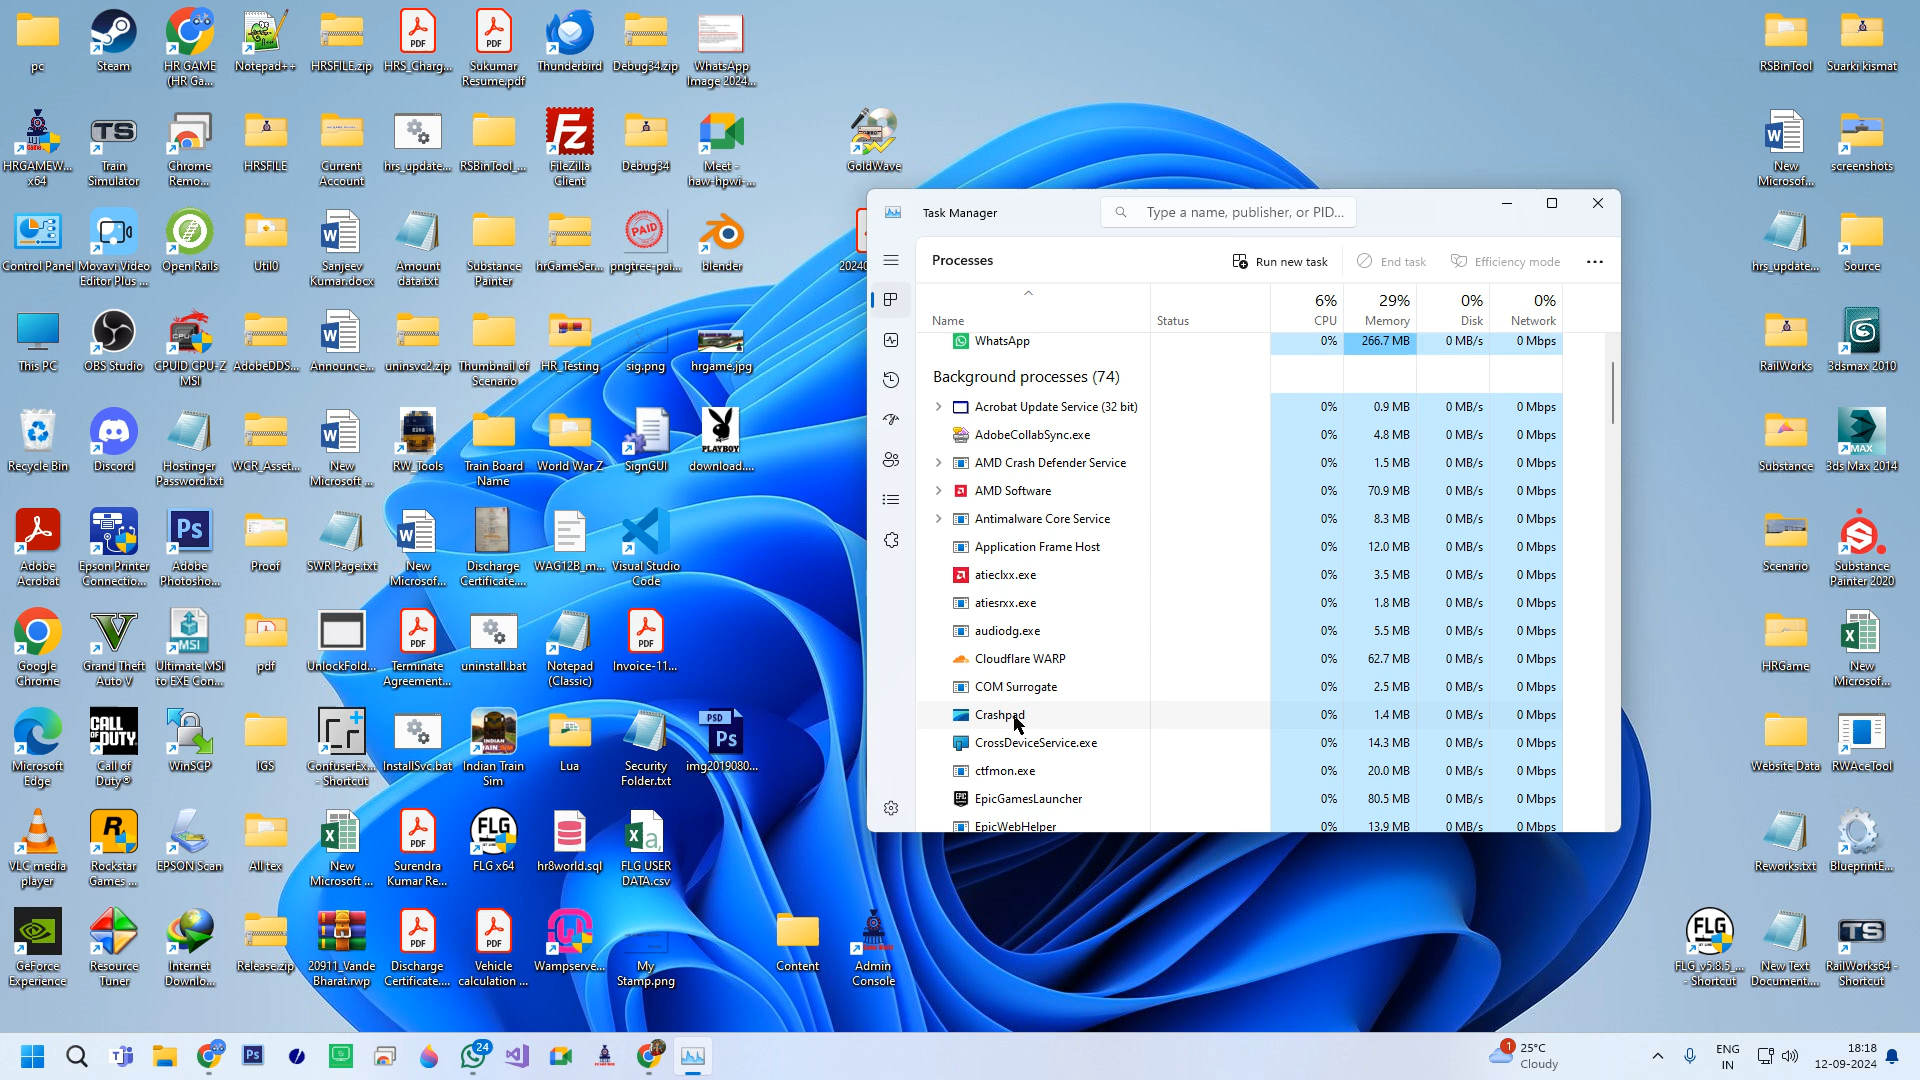 pc
Steam
HR GAME
(HR Ga...
Notepad++
HRSFILE.zip
HRS_Charg...
Sukumar
Resume.pdf
Thunderbird
Debug34.zip
WhatsApp
Image 2024...
RSBinTool
Suarki kismat
HRGAMEW...
x64
Train
Simulator
Chrome
Remo...
HRSFILE
Current
Account
hrs_update...
RSBinTool_...
FileZilla
Client
Debug34
Meet -
haw-hpwi-...
GoldWave
New
Microsof...
screenshots
Control Panel
Movavi Video
Editor Plus ...
Open Rails
Util0
Sanjeev
Kumar.docx
Amount
data.txt
Substance
Painter
hrGameSer...
PAID
pngtree-pai...
blender
hrs_update...
Source
This PC
OBS Studio
CPUID CPU-Z
MSI
AdobeDDS...
Announce...
uninsvc2.zip
Thumbnail of
Scenario
HR_Testing
sig.png
hrgame.jpg
RailWorks
3dsmax 2010
Recycle Bin
Discord
Hostinger
Password.txt
WCR_Asset...
New
Microsoft ...
RW_Tools
Train Board
Name
World War Z
SignGUI
PLAYBOY
download....
Substance
3ds Max 2014
Adobe
Acrobat
Epson Printer
Connectio...
Adobe
Photosho...
Proof
SWR Page.txt
New
Microsof...
Discharge
Certificate....
WAG12B_m...
Visual Studio
Code
Scenario
Substance
Painter 2020
Google
Chrome
Grand Theft
Auto V
Ultimate MSI
to EXE Con...
pdf
UnlockFold...
Terminate
Agreement...
uninstall.bat
Notepad
(Classic)
Invoice-11...
HRGame
New
Microsof...
Microsoft
Edge
CALL OF DUTY
Call of
Duty®
WinSCP
IGS
ConfuserEx...
- Shortcut
InstallSvc.bat
Indian Train
Sim
Lua
Security
Folder.txt
PSD
Ps
img2019080...
Website Data
RWAceTool
VLC media
player
Rockstar
Games ...
EPSON Scan
All tex
New
Microsoft ...
Surendra
Kumar Re...
FLG
FLG x64
hr8world.sql
FLG USER
DATA.csv
Reworks.txt
BlueprintE...
GeForce
Experience
Resource
Tuner
Internet
Downlo...
Release.zip
20911_Vande
Bharat.rwp
Discharge
Certificate....
Vehicle
calculation ...
Wampserve...
My
Stamp.png
Content
Admin
Console
FLG
FLG_v5.8.5_...
- Shortcut
New Text
Document....
RailWorks64 -
Shortcut
Task Manager
Type a name, publisher, or PID...
Processes
Run new task
End task
Efficiency mode
6% 29% 0% 0%
Name Status CPU Memory Disk Network
WhatsApp 0% 266.7 MB 0 MB/s 0 Mbps
Background processes (74)
Acrobat Update Service (32 bit) 0% 0.9 MB 0 MB/s 0 Mbps
AdobeCollabSync.exe 0% 4.8 MB 0 MB/s 0 Mbps
AMD Crash Defender Service 0% 1.5 MB 0 MB/s 0 Mbps
AMD Software 0% 70.9 MB 0 MB/s 0 Mbps
Antimalware Core Service 0% 8.3 MB 0 MB/s 0 Mbps
Application Frame Host 0% 12.0 MB 0 MB/s 0 Mbps
atieclxx.exe 0% 3.5 MB 0 MB/s 0 Mbps
atiesrxx.exe 0% 1.8 MB 0 MB/s 0 Mbps
audiodg.exe 0% 5.5 MB 0 MB/s 0 Mbps
Cloudflare WARP 0% 62.7 MB 0 MB/s 0 Mbps
COM Surrogate 0% 2.5 MB 0 MB/s 0 Mbps
Crashpad 0% 1.4 MB 0 MB/s 0 Mbps
CrossDeviceService.exe 0% 14.3 MB 0 MB/s 0 Mbps
ctfmon.exe 0% 20.0 MB 0 MB/s 0 Mbps
EpicGamesLauncher 0% 80.5 MB 0 MB/s 0 Mbps
EpicWebHelper 0% 13.9 MB 0 MB/s 0 Mbps
24
1
25°C
Cloudy
ENG
IN
18:18
12-09-2024